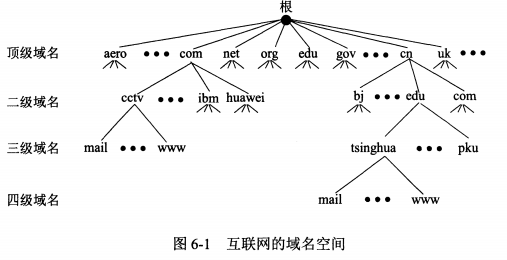 根
顶级域名 aero ••• com net org edu gov ••• cn uk •••
二级域名 cctv ••• ibm huawei bj ••• edu com
三级域名 mail ••• www tsinghua ••• pku
四级域名 mail ••• www
图 6-1 互联网的域名空间